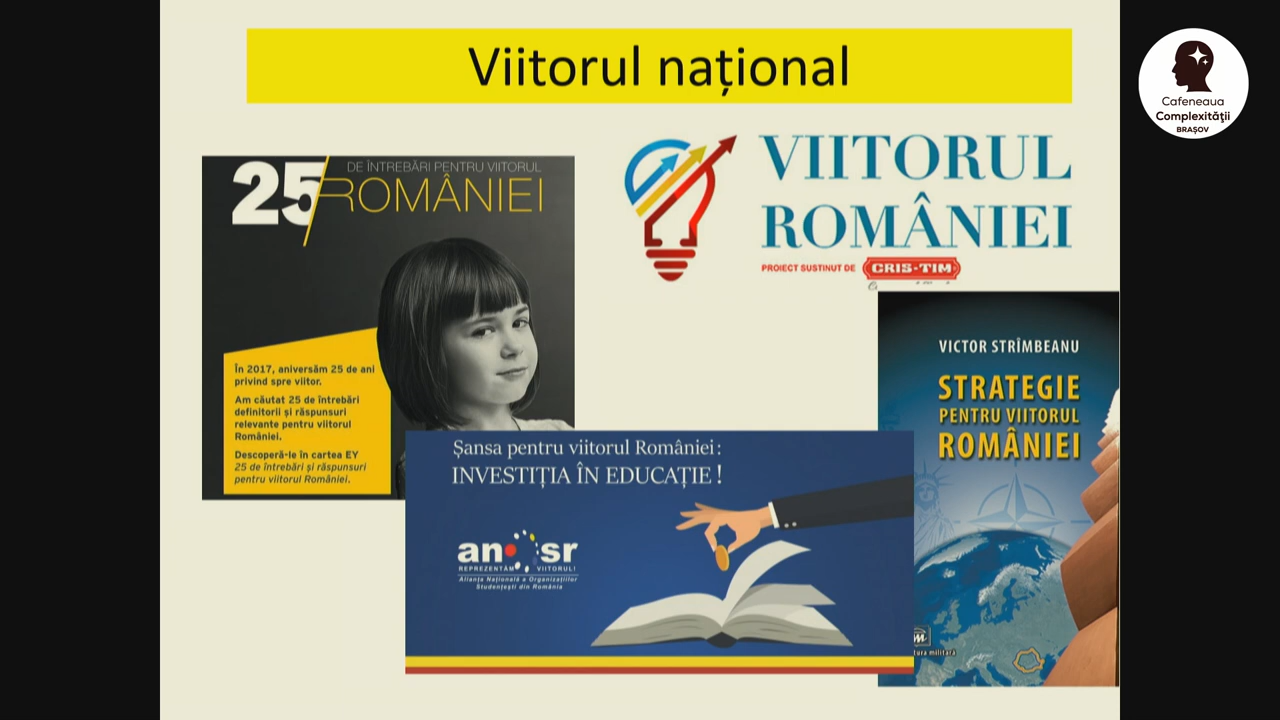 Viitorul național
Cafeneaua
Complexităţii
BRAȘOV
25
DE ÎNTREBĂRI PENTRU VIITORUL
ROMÂNIEI
În 2017, aniversăm 25 de ani
privind spre viitor.
Am căutat 25 de întrebări
definitorii și răspunsuri
relevante pentru viitorul
României.
Descoperă-le în cartea EY
25 de întrebări și răspunsuri
pentru viitorul României.
VIITORUL
ROMÂNIEI
PROIECT SUSTINUT DE CRIS-TIM
VICTOR STRÎMBEANU
STRATEGIE
PENTRU VIITORUL
ROMÂNIEI
Șansa pentru viitorul României:
INVESTIȚIA ÎN EDUCAȚIE!
anosr
REPREZENTĂM VIITORUL!
Alianța Națională a Organizațiilor
Studențești din România